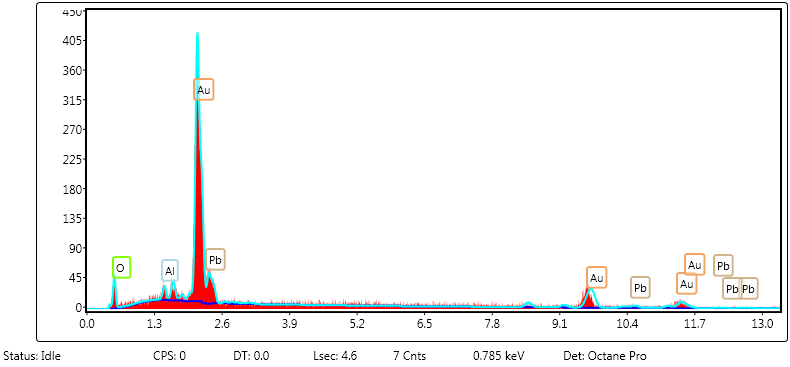 450
405
360
315
270
225
180
135
90
45
0
Au
O
Al
Pb
Au
Pb
Au
Au
Pb
Pb
Pb
0.0 1.3 2.6 3.9 5.2 6.5 7.8 9.1 10.4 11.7 13.0
Status: Idle CPS: 0 DT: 0.0 Lsec: 4.6 7 Cnts 0.785 keV Det: Octane Pro